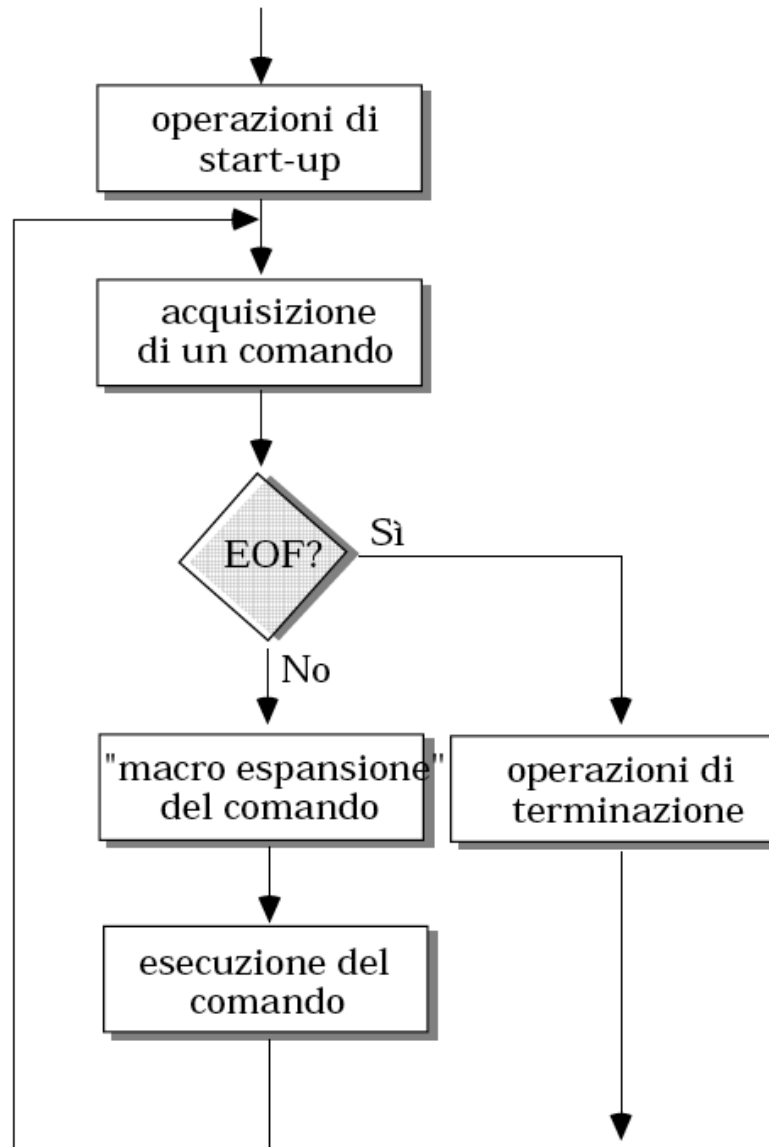 operazioni di
start-up
acquisizione
di un comando
EOF?
Sì
No
"macro espansione"
del comando
operazioni di
terminazione
esecuzione del
comando